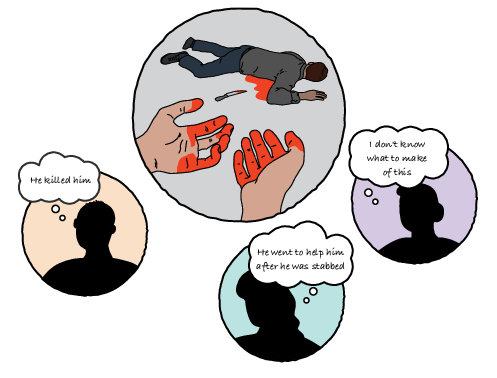 He killed him
I don't know
what to make
of this
He went to help him
after he was stabbed